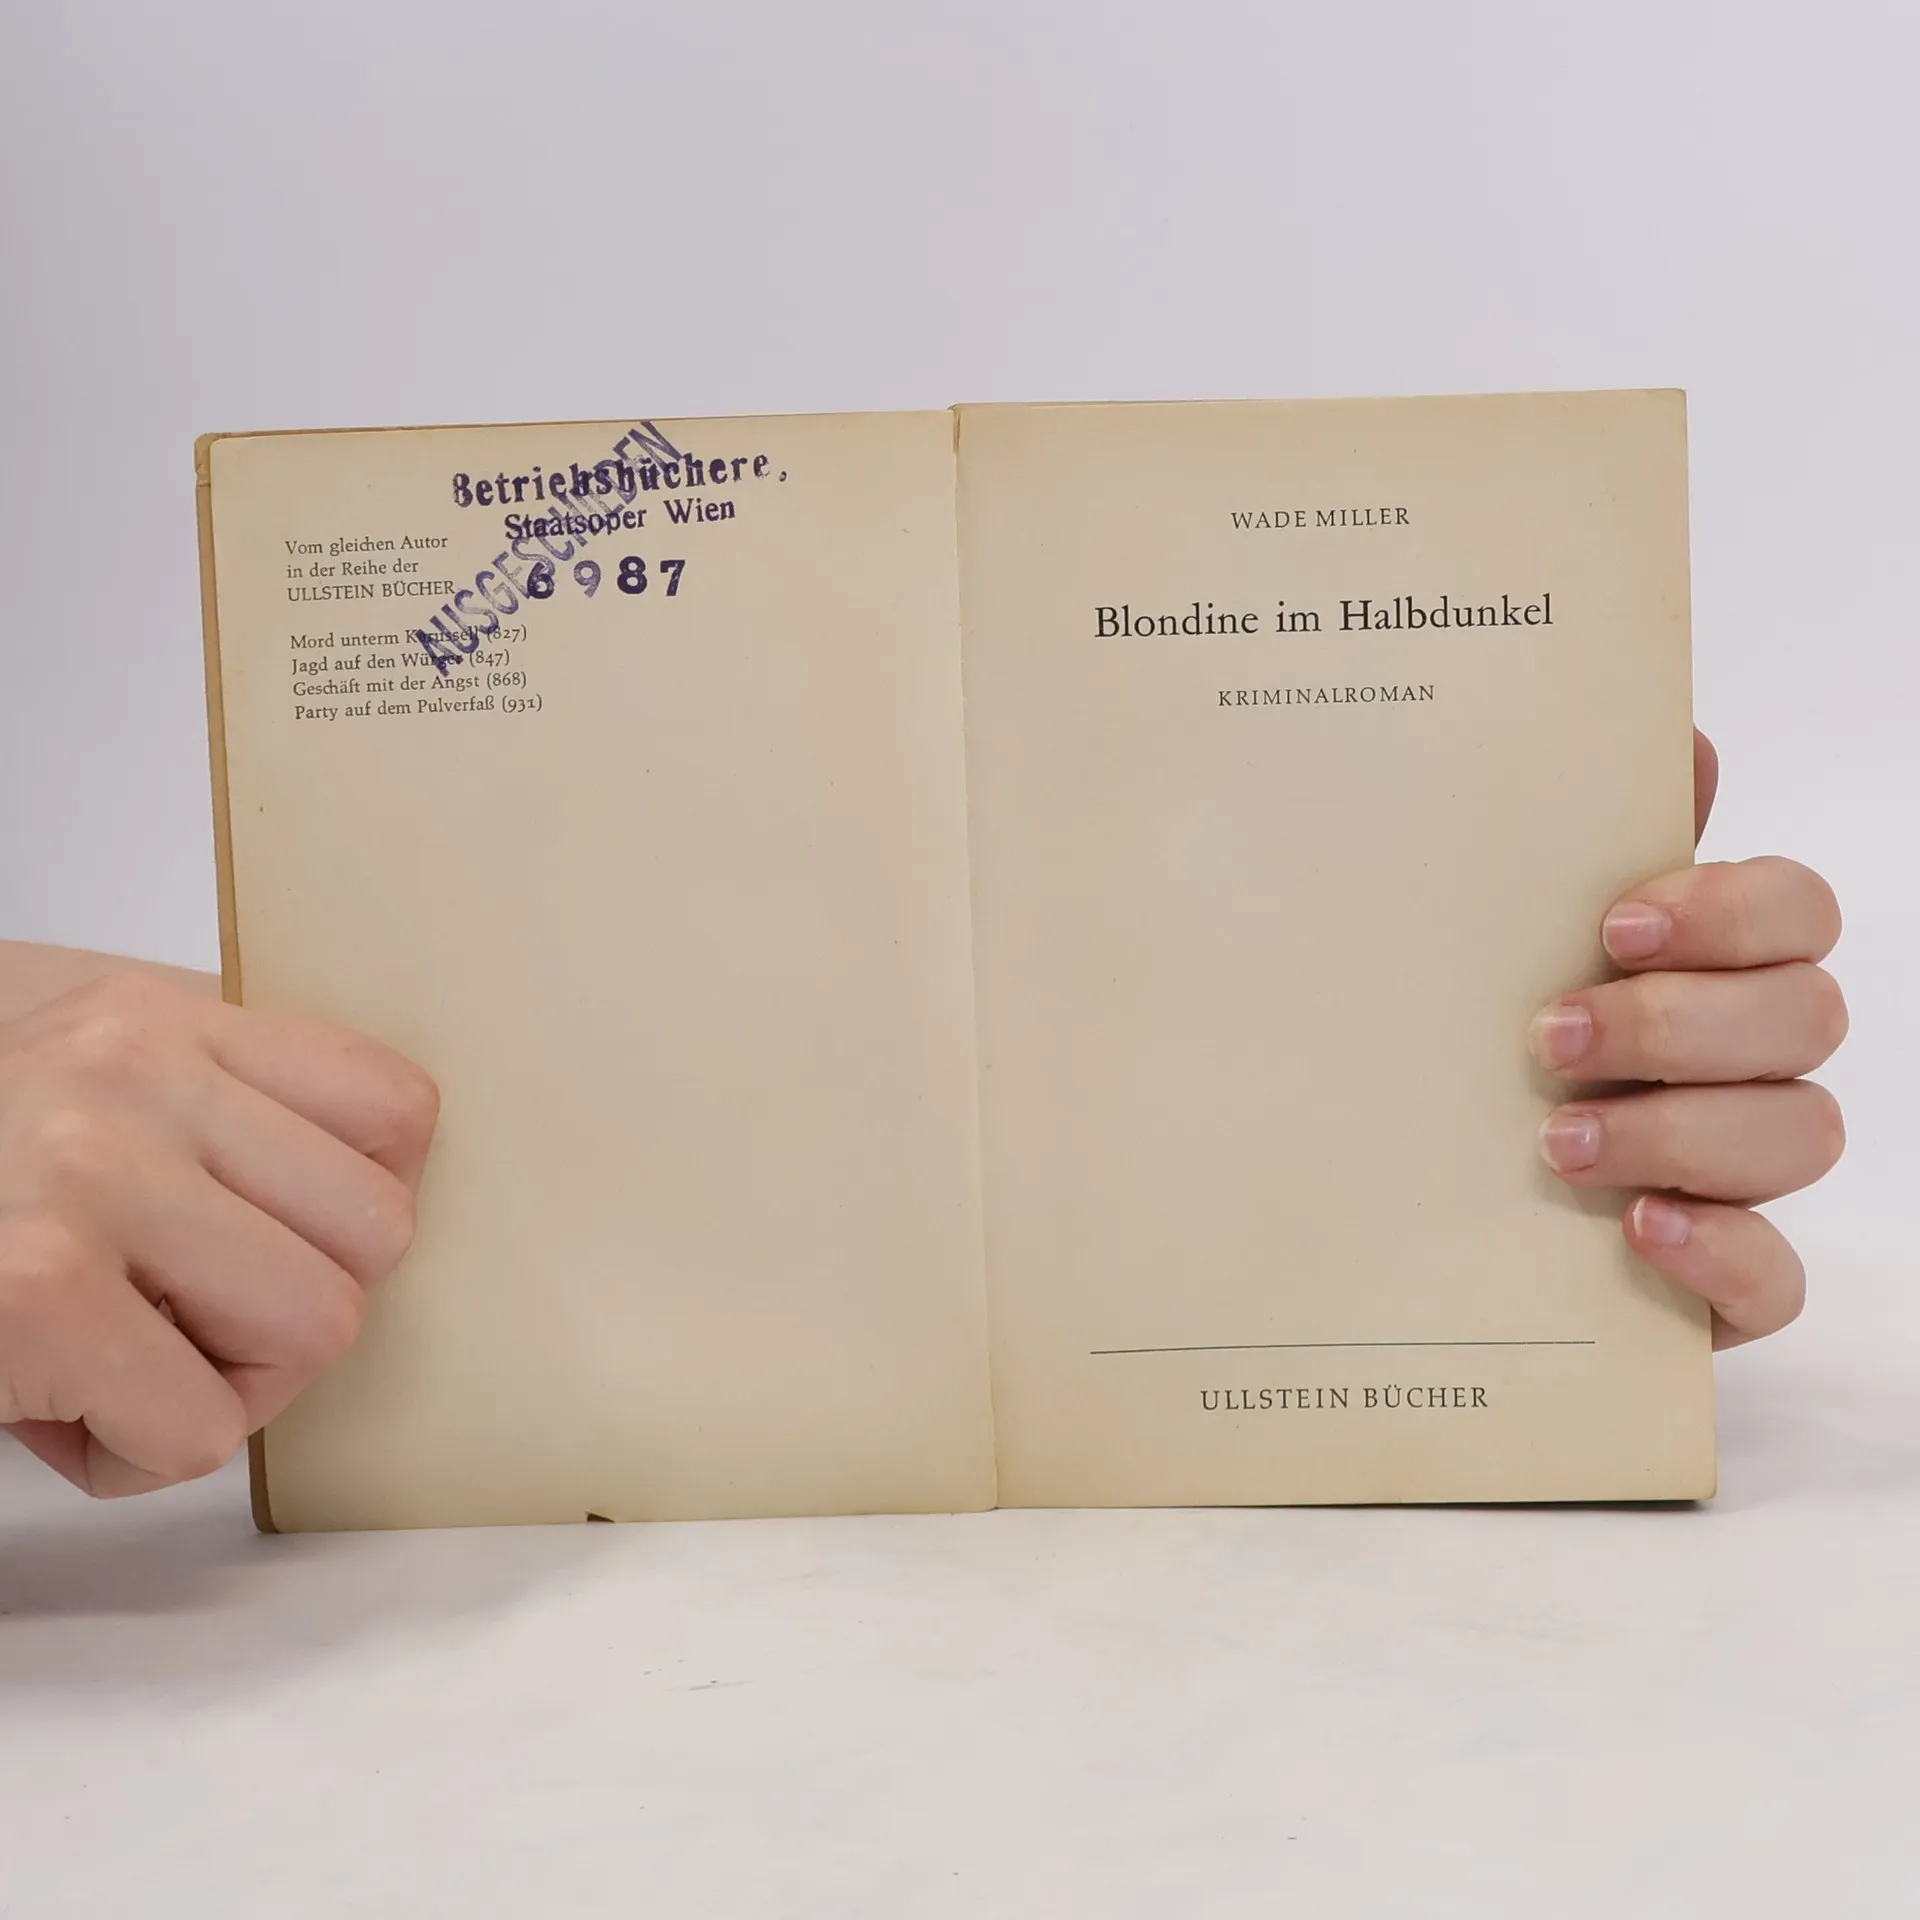 Betriebsbüchere,
Staatsoper Wien
6987
AUSGESCHIEDEN
Vom gleichen Autor
in der Reihe der
ULLSTEIN BÜCHER
Mord unterm Karussell (827)
Jagd auf den Würger (847)
Geschäft mit der Angst (868)
Party auf dem Pulverfaß (931)
WADE MILLER
Blondine im Halbdunkel
KRIMINALROMAN
ULLSTEIN BÜCHER